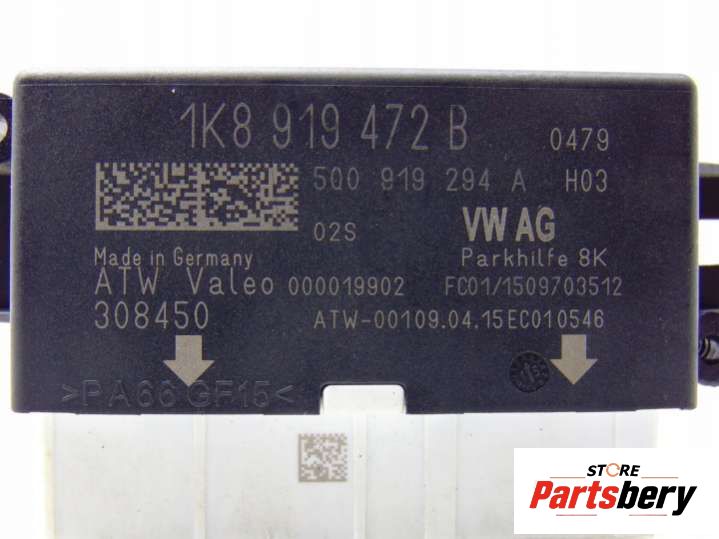 1K8 919 472 B 0479
5Q0 919 294 A H03
02S VW AG
Made in Germany Parkhilfe 8K
ATW Valeo 000019902 FC01/1509703512
308450 ATW-00109.04.15EC010546
>PA66 GF15<
STORE
Partsbery